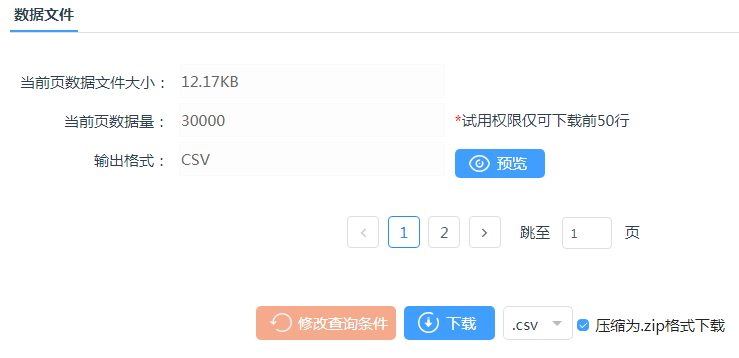 数据文件
当前页数据文件大小： 12.17KB
当前页数据量： 30000 *试用权限仅可下载前50行
输出格式： CSV 预览
< 1 2 > 跳至 1 页
修改查询条件 下载 .csv 压缩为.zip格式下载